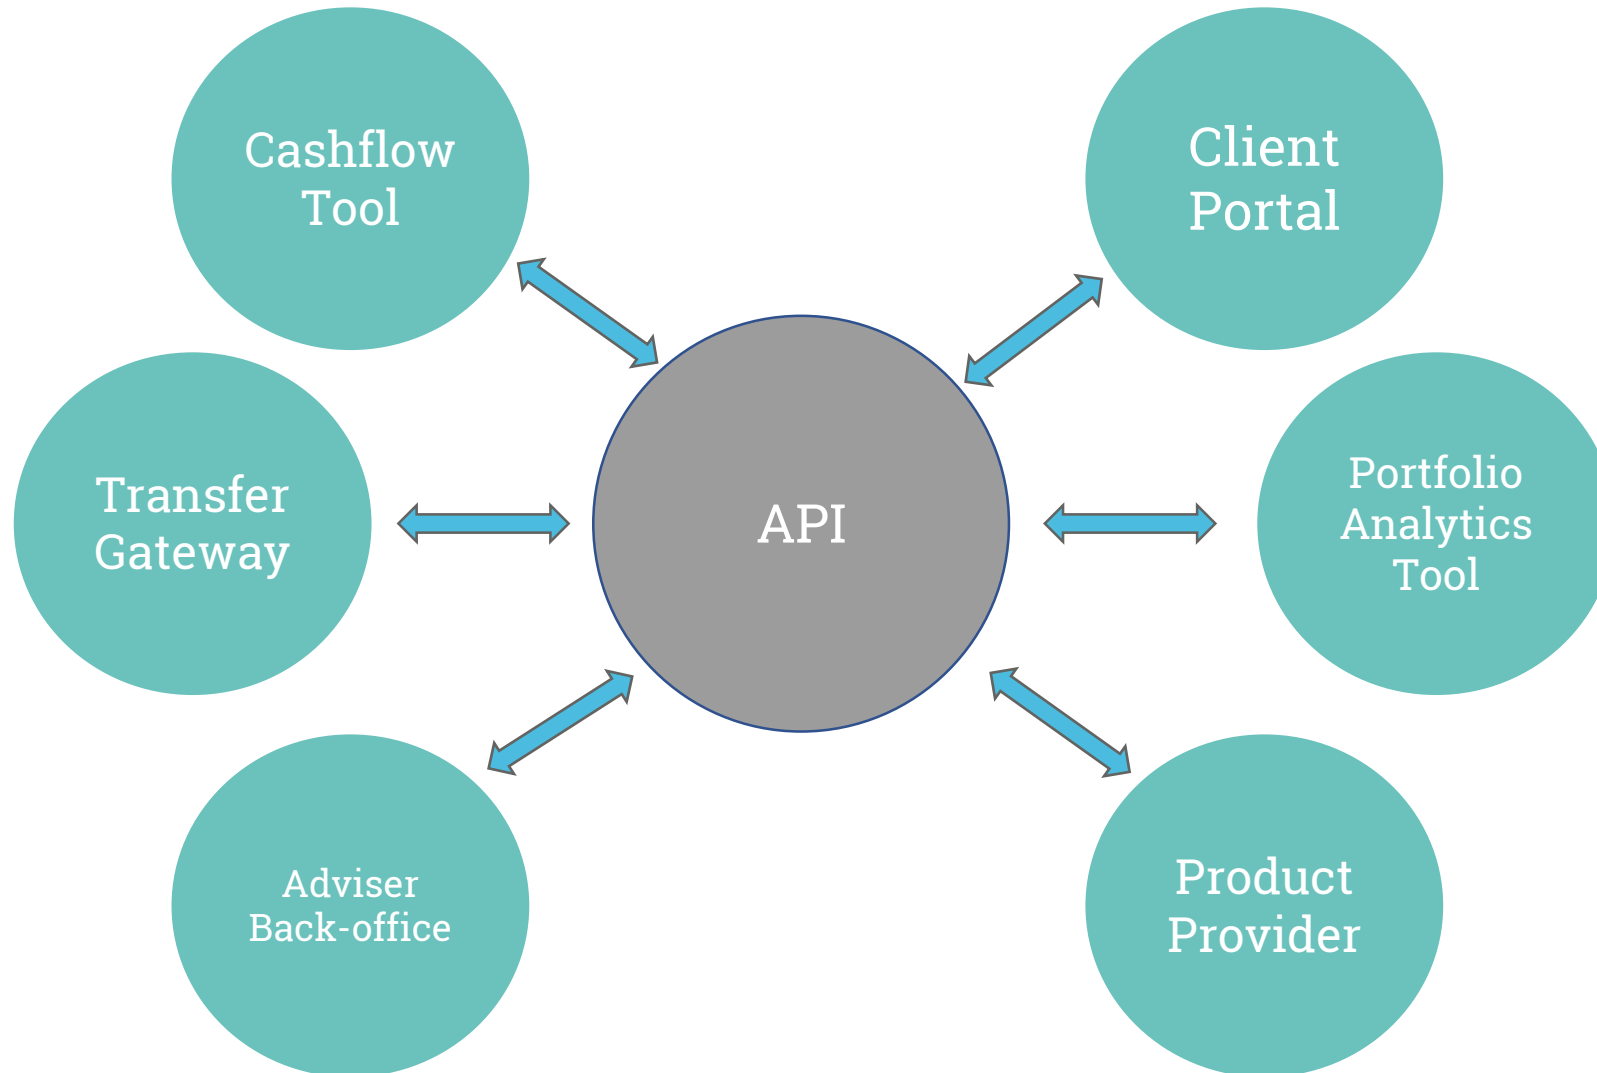 Cashflow
Tool
Client
Portal
Transfer
Gateway
API
Portfolio
Analytics
Tool
Adviser
Back-office
Product
Provider